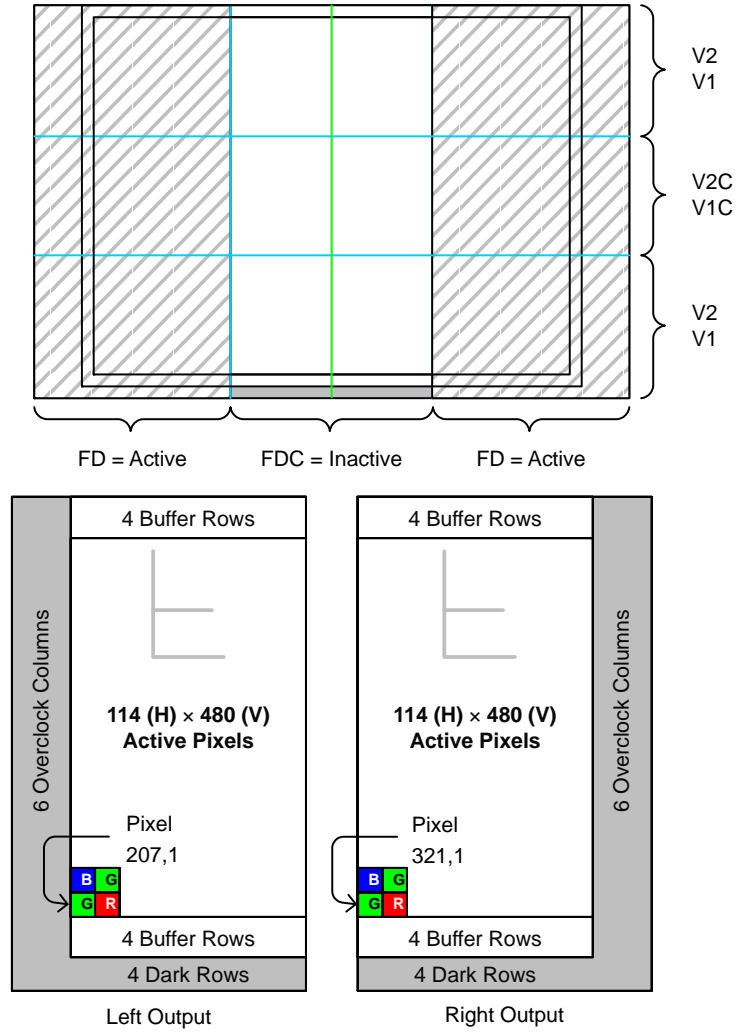 V2
V1
V2C
V1C
V2
V1
FD = Active
FDC = Inactive
FD = Active
4 Buffer Rows
6 Overclock Columns
114 (H) × 480 (V)
Active Pixels
Pixel
207,1
B G
G R
4 Buffer Rows
4 Dark Rows
Left Output
4 Buffer Rows
6 Overclock Columns
114 (H) × 480 (V)
Active Pixels
Pixel
321,1
B G
G R
4 Buffer Rows
4 Dark Rows
Right Output